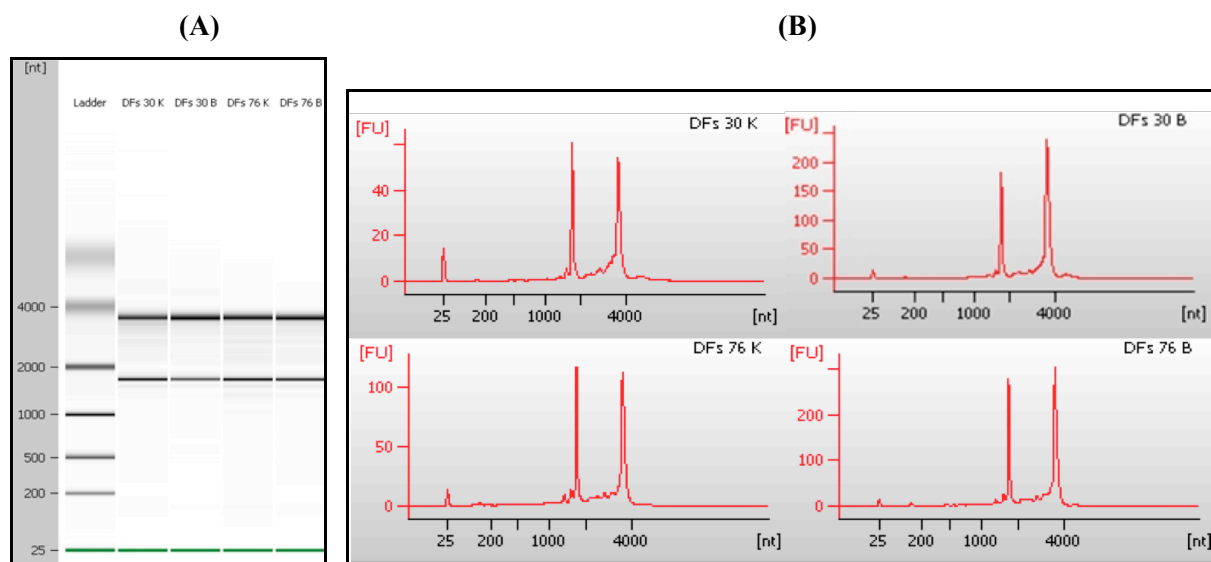 (A)
[nt]
Ladder DFs 30 K DFs 30 B DFs 76 K DFs 76 B
4000
2000
1000
500
200
25
(B)
[FU] DFs 30 K
40
20
0
25 200 1000 4000 [nt]
[FU] DFs 30 B
200
150
100
50
0
25 200 1000 4000 [nt]
[FU] DFs 76 K
100
50
0
25 200 1000 4000 [nt]
[FU] DFs 76 B
200
100
0
25 200 1000 4000 [nt]